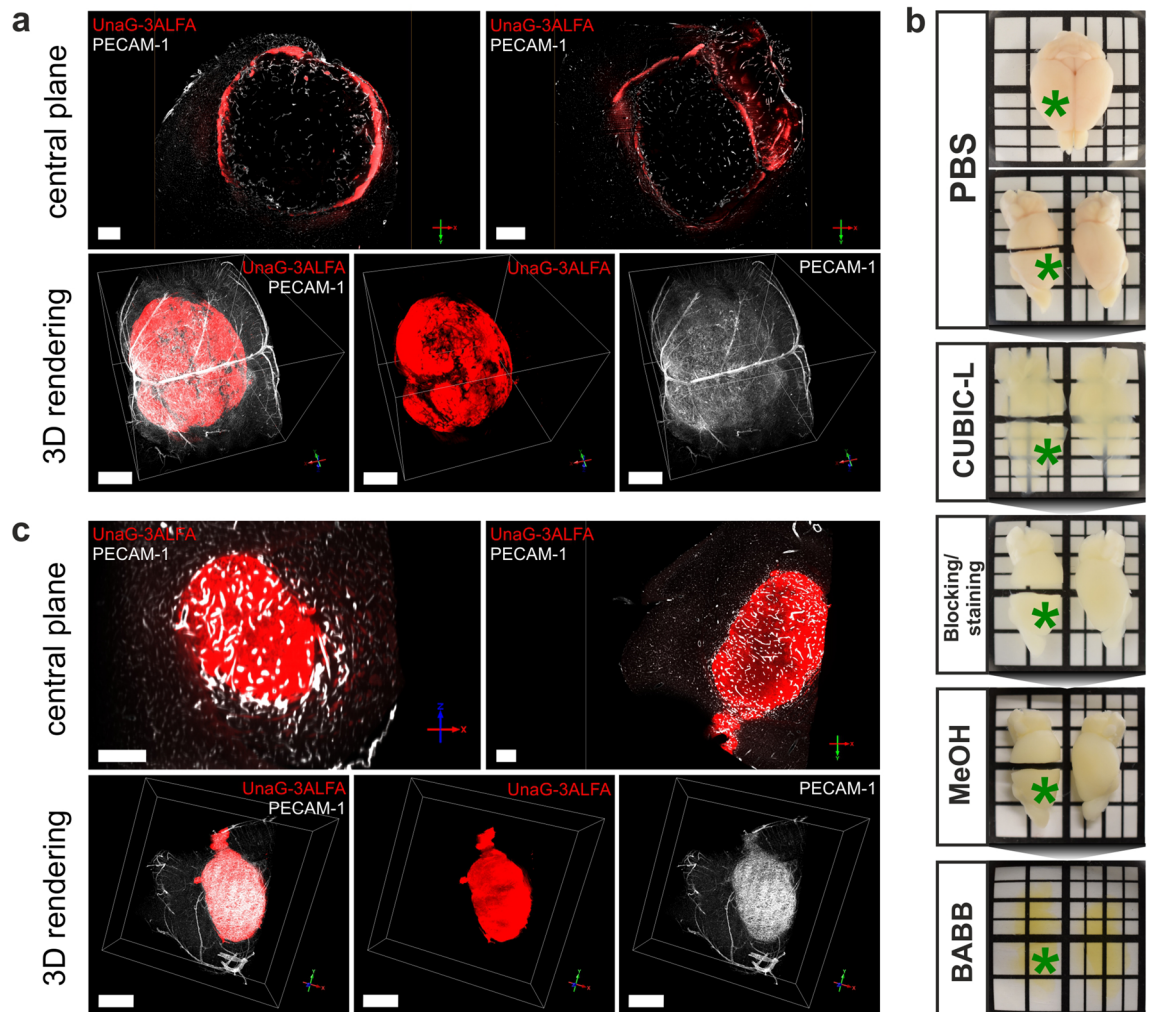 a
central plane
UnaG-3ALFA
PECAM-1
UnaG-3ALFA
PECAM-1
3D rendering
UnaG-3ALFA
PECAM-1
UnaG-3ALFA
PECAM-1
b
PBS
CUBIC-L
Blocking/
staining
MeOH
BABB
c
central plane
UnaG-3ALFA
PECAM-1
UnaG-3ALFA
PECAM-1
3D rendering
UnaG-3ALFA
PECAM-1
UnaG-3ALFA
PECAM-1